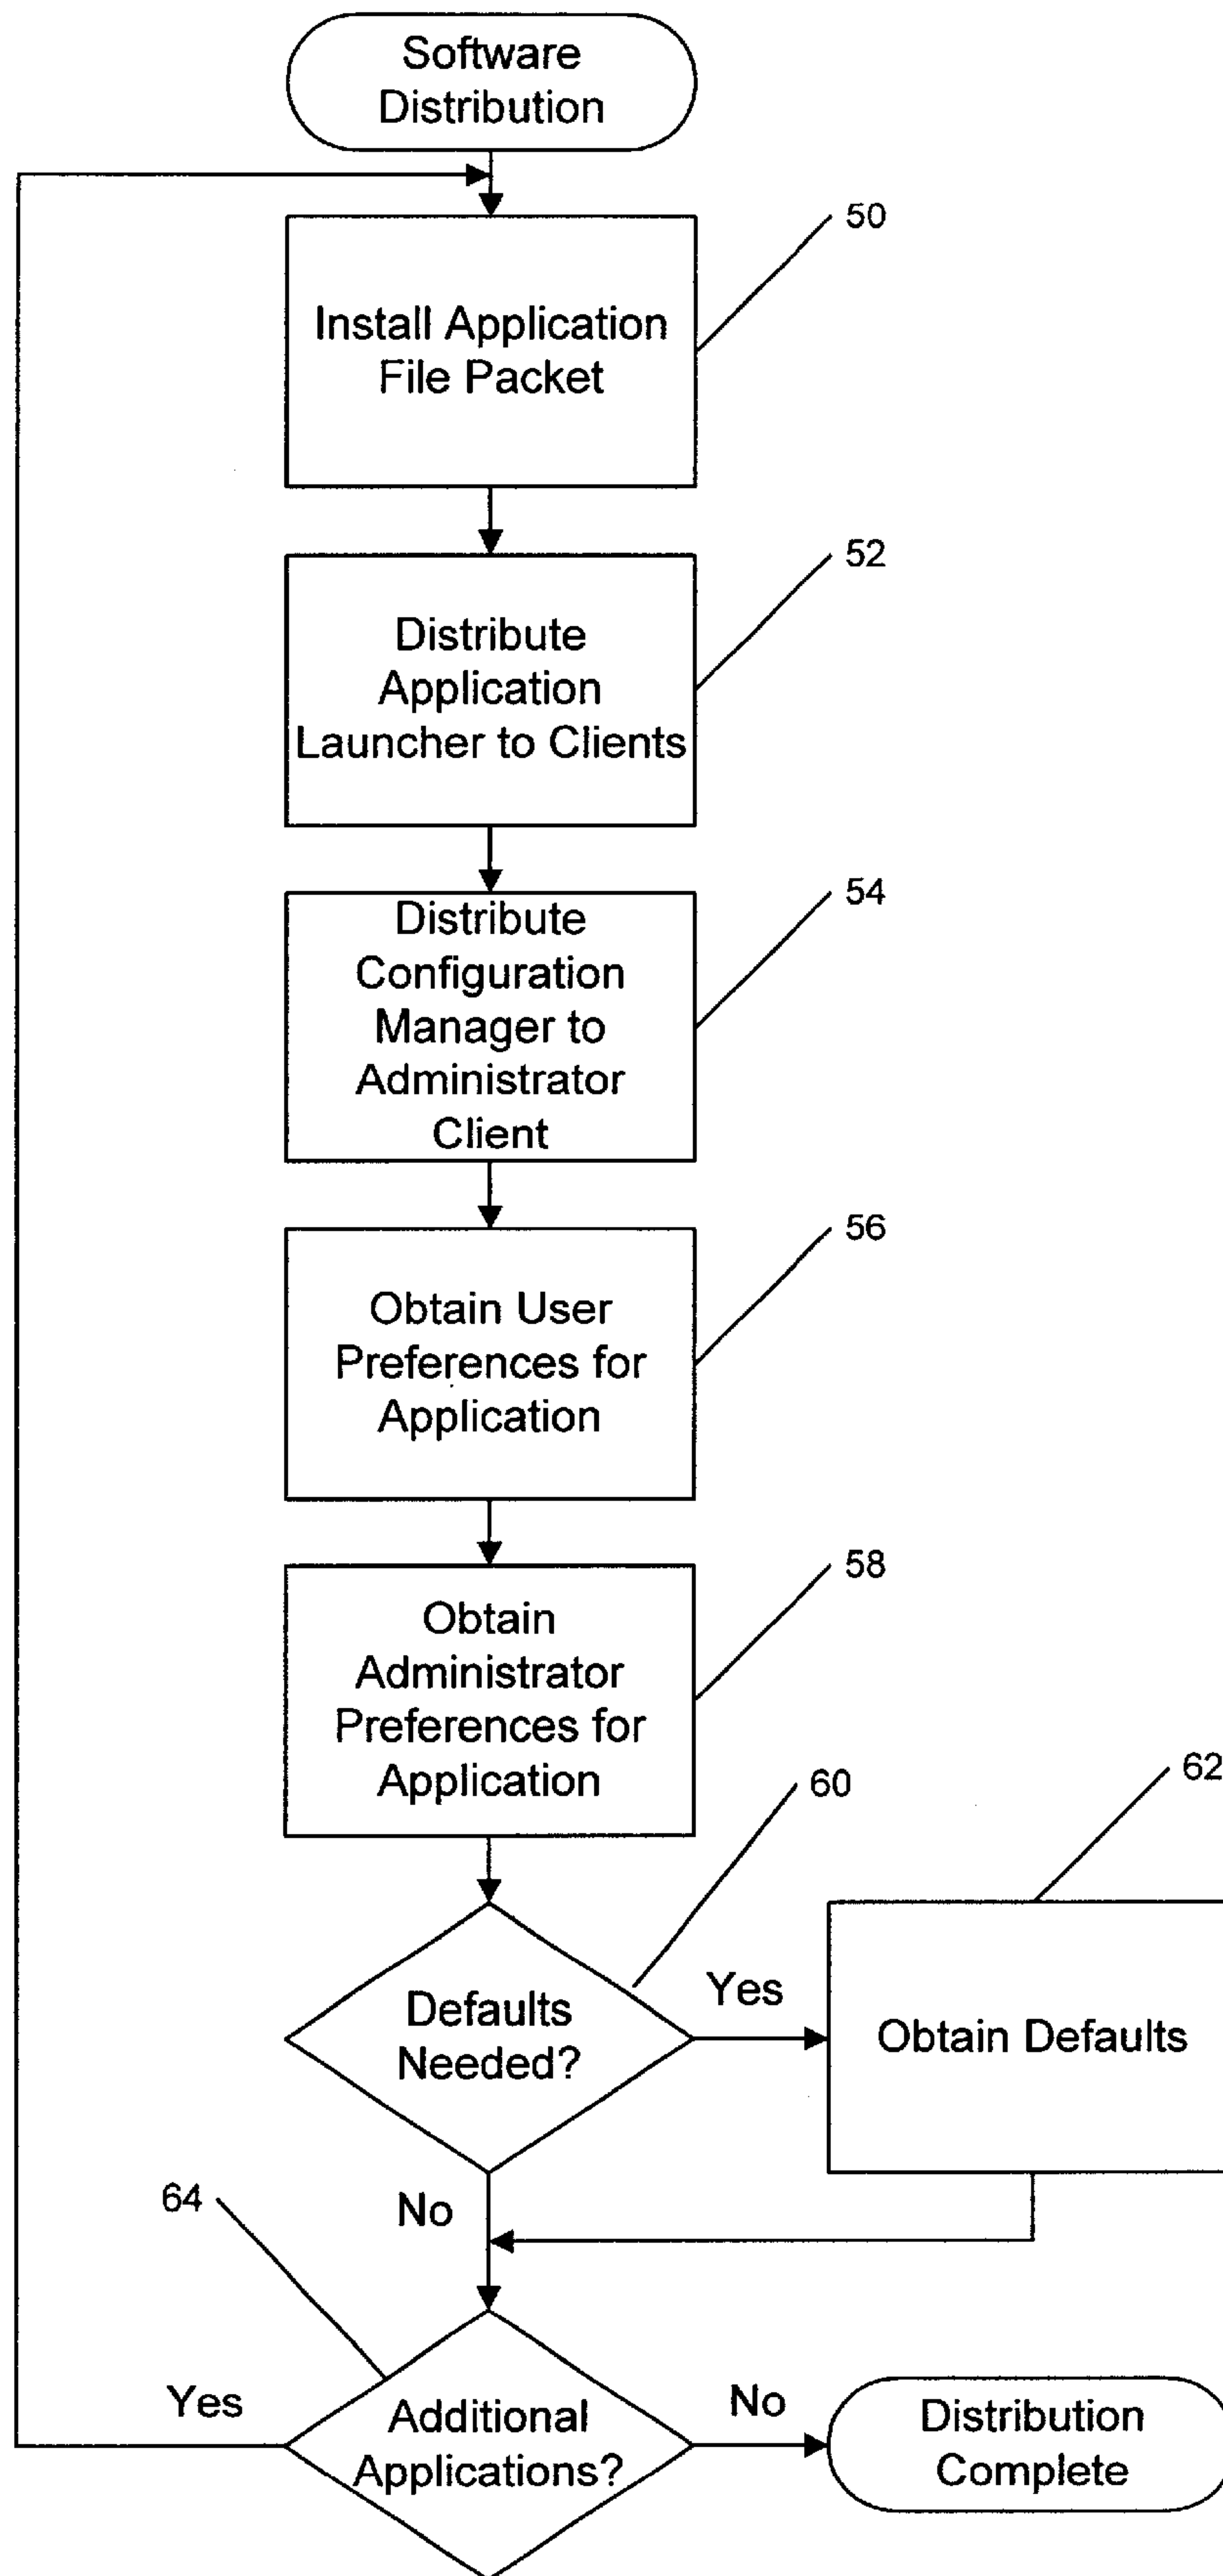 Software
Distribution
50
Install Application
File Packet
52
Distribute
Application
Launcher to Clients
54
Distribute
Configuration
Manager to
Administrator
Client
56
Obtain User
Preferences for
Application
58
Obtain
Administrator
Preferences for
Application
60
62
Defaults
Needed?
Yes
Obtain Defaults
No
64
Yes
Additional
Applications?
No
Distribution
Complete